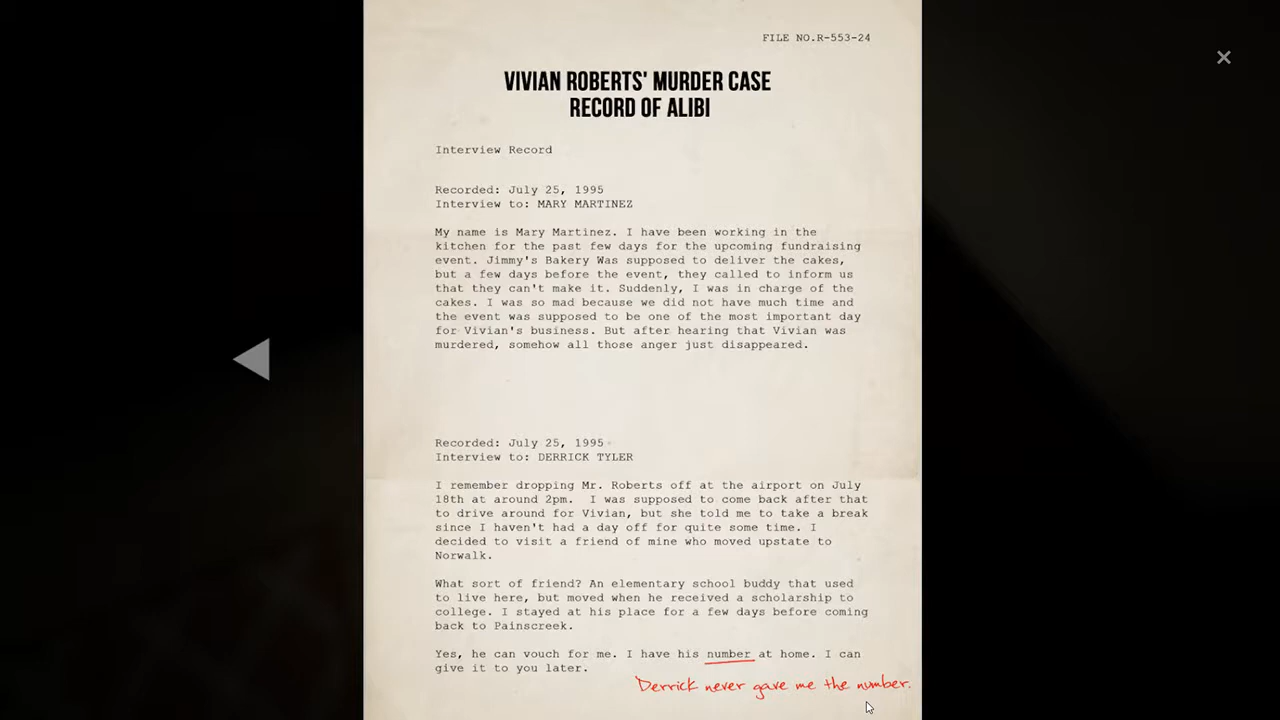 FILE NO.R-553-24
VIVIAN ROBERTS' MURDER CASE
RECORD OF ALIBI
Interview Record
Recorded: July 25, 1995
Interview to: MARY MARTINEZ
My name is Mary Martinez. I have been working in the
kitchen for the past few days for the upcoming fundraising
event. Jimmy's Bakery Was supposed to deliver the cakes,
but a few days before the event, they called to inform us
that they can't make it. Suddenly, I was in charge of the
cakes. I was so mad because we did not have much time and
the event was supposed to be one of the most important day
for Vivian's business. But after hearing that Vivian was
murdered, somehow all those anger just disappeared.
Recorded: July 25, 1995
Interview to: DERRICK TYLER
I remember dropping Mr. Roberts off at the airport on July
18th at around 2pm. I was supposed to come back after that
to drive around for Vivian, but she told me to take a break
since I haven't had a day off for quite some time. I
decided to visit a friend of mine who moved upstate to
Norwalk.
What sort of friend? An elementary school buddy that used
to live here, but moved when he received a scholarship to
college. I stayed at his place for a few days before coming
back to Painscreek.
Yes, he can vouch for me. I have his number at home. I can
give it to you later.
Derrick never gave me the number.